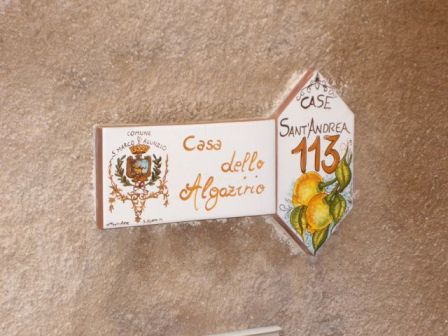 COMUNE
S. MARCO D'ALUNZIO
Casa
dello
Algozirio
CASE
SANT'ANDREA
113